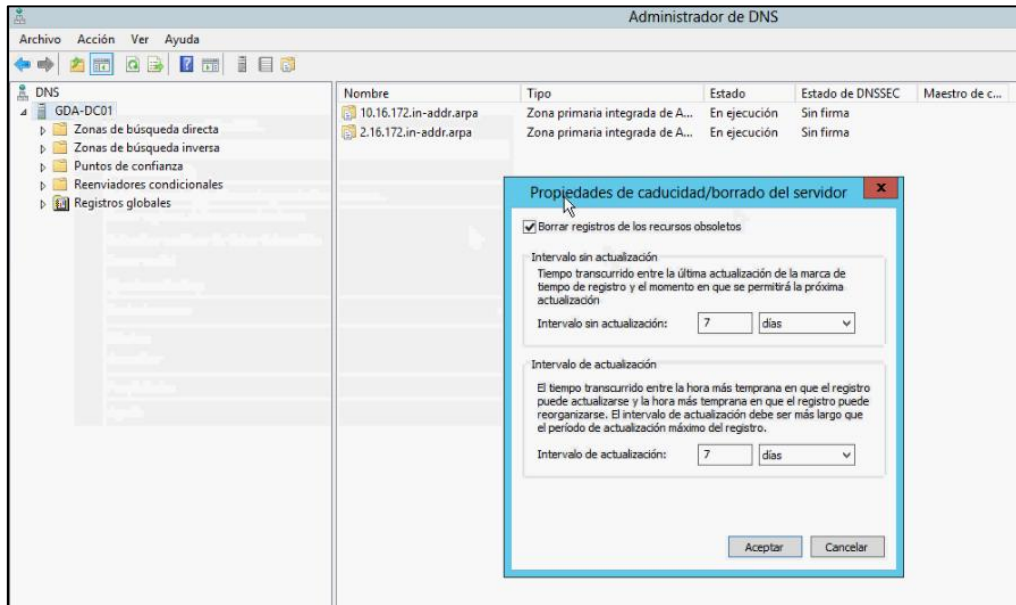 Administrador de DNS
Archivo Acción Ver Ayuda
DNS
GDA-DC01
Zonas de búsqueda directa
Zonas de búsqueda inversa
Puntos de confianza
Reenviadores condicionales
Registros globales
Nombre Tipo Estado Estado de DNSSEC Maestro de c...
10.16.172.in-addr.arpa Zona primaria integrada de A... En ejecución Sin firma
2.16.172.in-addr.arpa Zona primaria integrada de A... En ejecución Sin firma
Propiedades de caducidad/borrado del servidor
x
Borrar registros de los recursos obsoletos
Intervalo sin actualización
Tiempo transcurrido entre la última actualización de la marca de
tiempo de registro y el momento en que se permitirá la próxima
actualización
Intervalo sin actualización: 7 días
Intervalo de actualización
El tiempo transcurrido entre la hora más temprana en que el registro
puede actualizarse y la hora más temprana en que el registro puede
reorganizarse. El intervalo de actualización debe ser más largo que
el período de actualización máximo del registro.
Intervalo de actualización: 7 días
Aceptar Cancelar